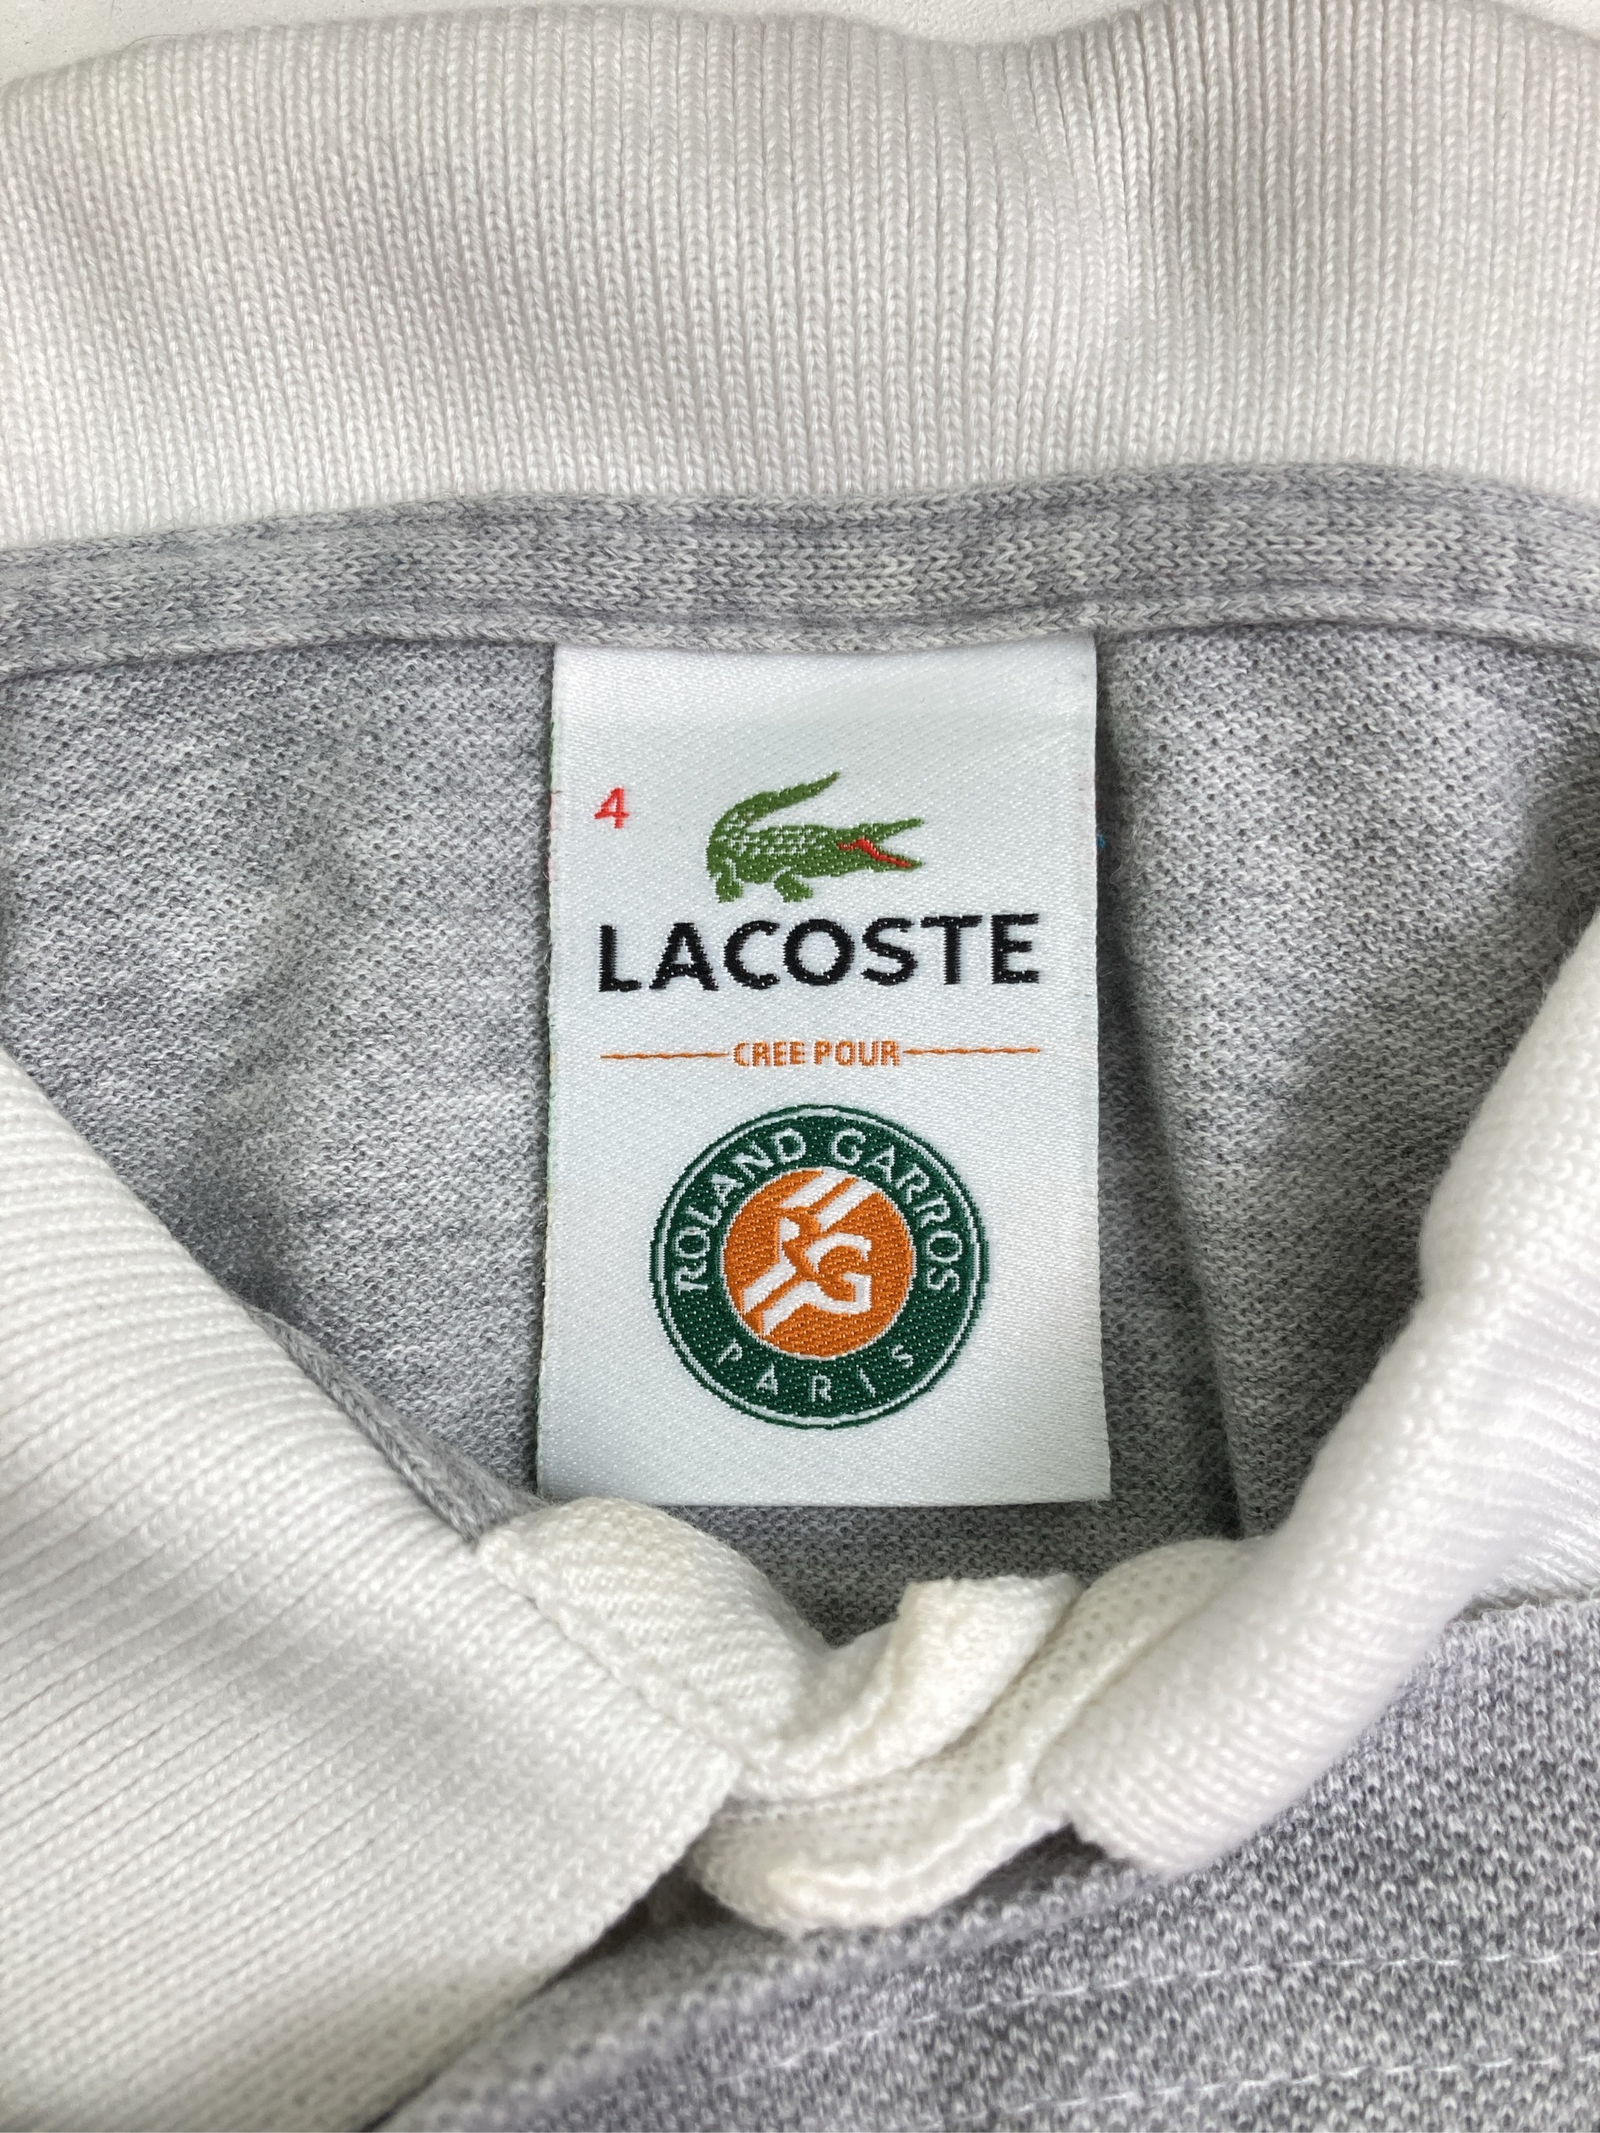 4
LACOSTE
CREE POUR
ROLAND GARROS
RG
PARIS